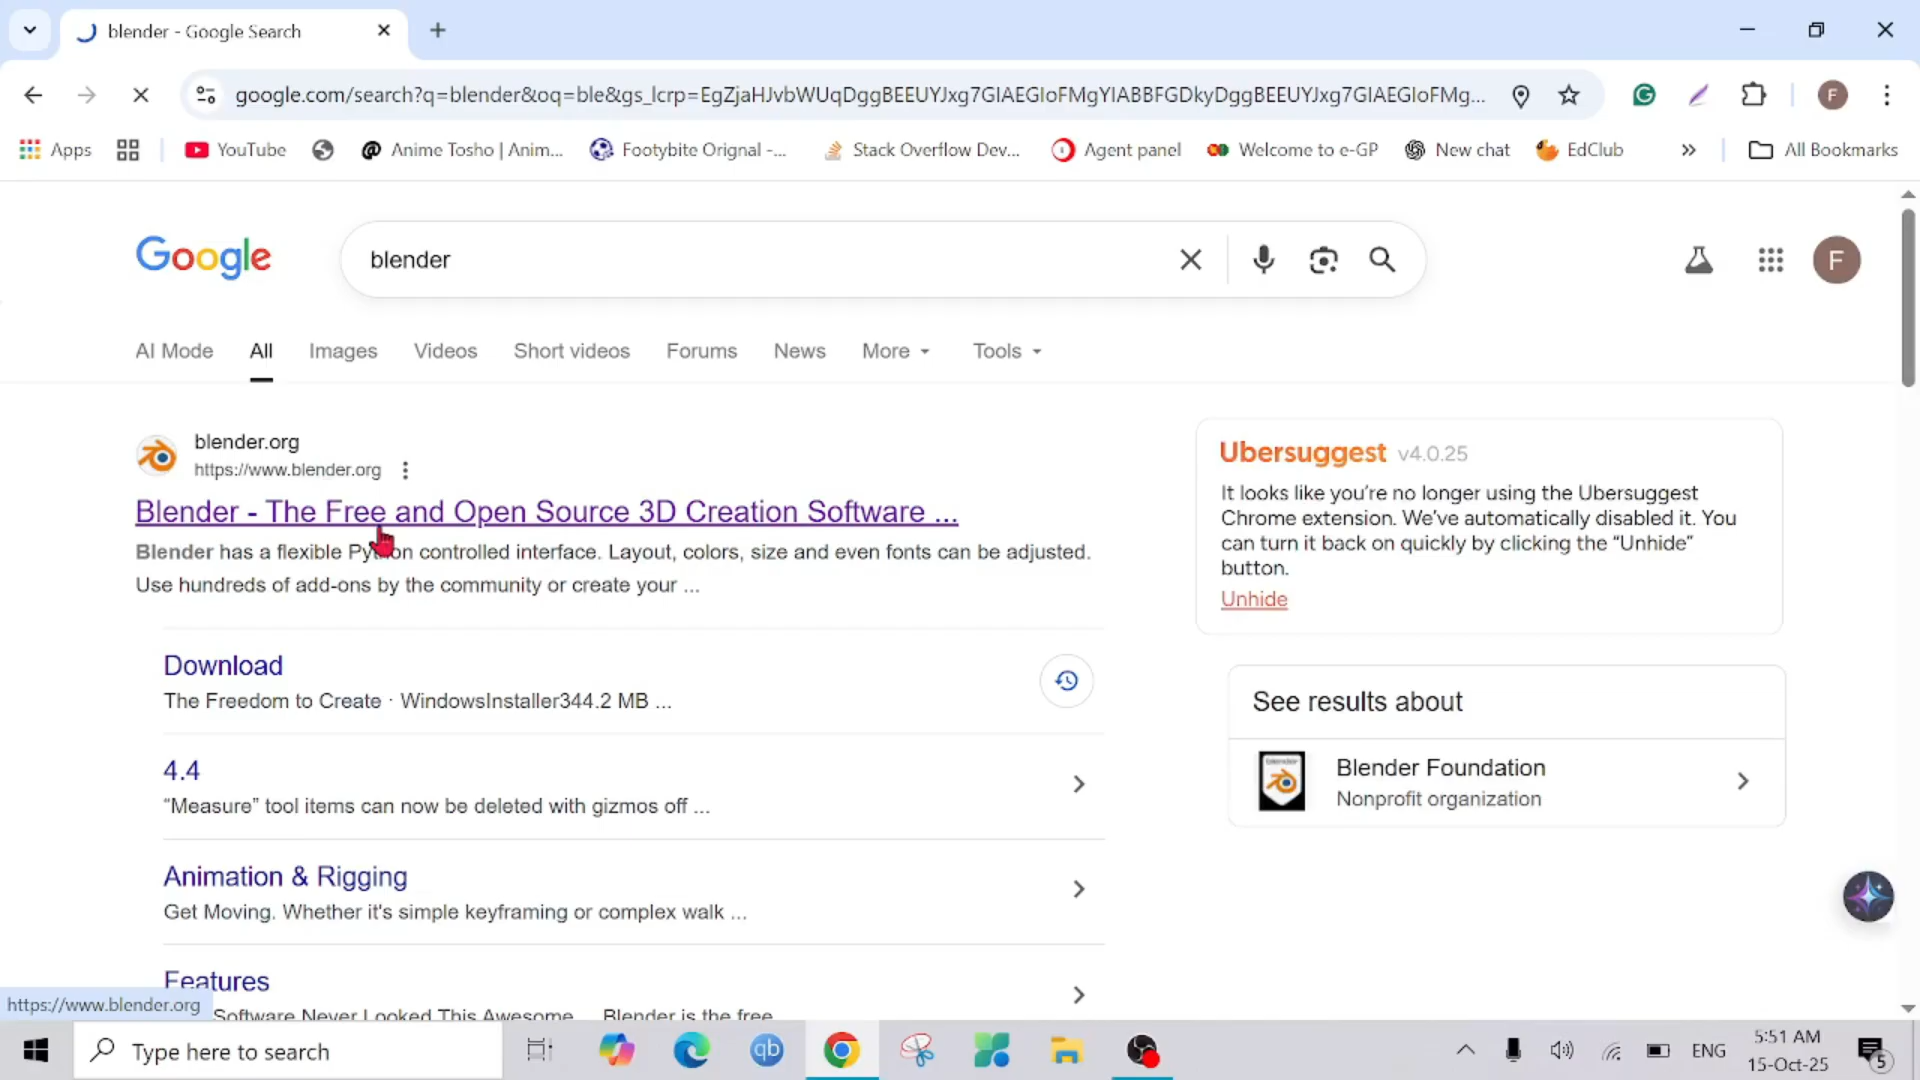 blender - Google Search
google.com/search?q=blender&oq=ble&gs_lcrp=EgZjaHJvbWUqDggBEEUYJxg7GIAEGIoFMgYIABBFGDkyDggBEEUYJxg7GIAEGIoFMg...
F
Apps
YouTube
Anime Tosho | Anim...
Footybite Orignal -...
Stack Overflow Dev...
Agent panel
Welcome to e-GP
New chat
EdClub
All Bookmarks
Google
blender
F
AI Mode
All
Images
Videos
Short videos
Forums
News
More
Tools
blender.org
https://www.blender.org
Blender - The Free and Open Source 3D Creation Software ...
Blender has a flexible Python controlled interface. Layout, colors, size and even fonts can be adjusted.
Use hundreds of add-ons by the community or create your ...
Download
The Freedom to Create · WindowsInstaller344.2 MB ...
4.4
“Measure” tool items can now be deleted with gizmos off ...
Animation & Rigging
Get Moving. Whether it's simple keyframing or complex walk ...
Features
Software Never Looked This Awesome. Blender is the free
Ubersuggest v4.0.25
It looks like you’re no longer using the Ubersuggest
Chrome extension. We’ve automatically disabled it. You
can turn it back on quickly by clicking the “Unhide”
button.
Unhide
See results about
Blender Foundation
Nonprofit organization
https://www.blender.org
Type here to search
qb
ENG
5:51 AM
15-Oct-25
5